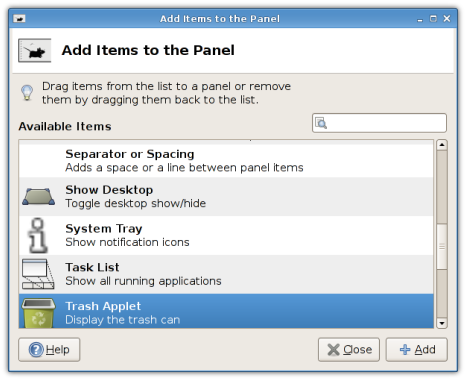 Add Items to the Panel
Add Items to the Panel
Drag items from the list to a panel or remove
them by dragging them back to the list.
Available Items
Separator or Spacing
Adds a space or a line between panel items
Show Desktop
Toggle desktop show/hide
System Tray
Show notification icons
Task List
Show all running applications
Trash Applet
Display the trash can
Help
Close
Add